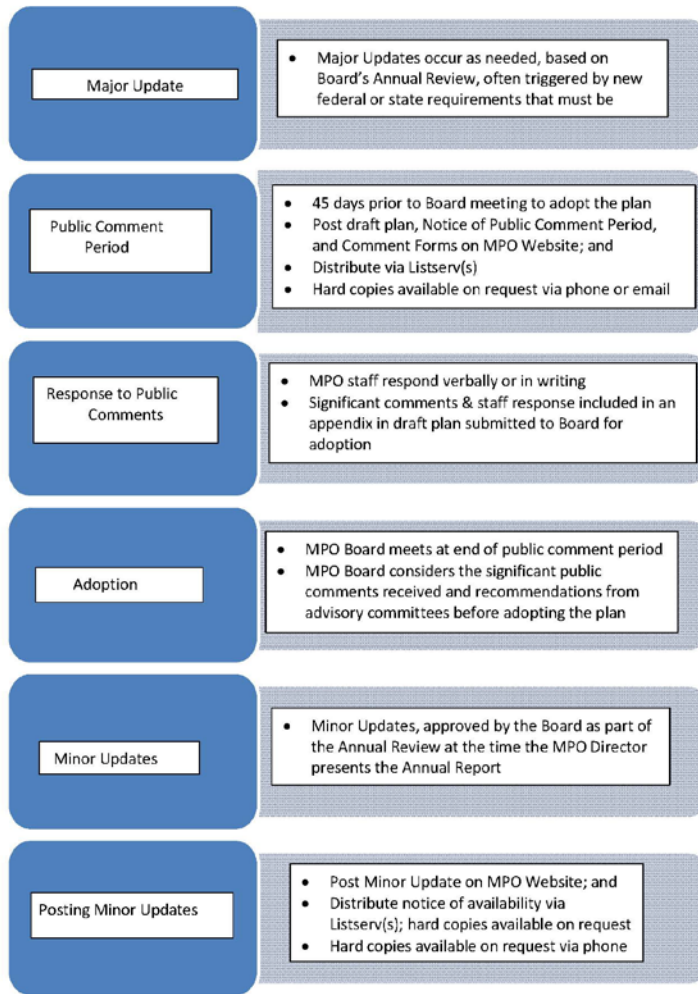 Major Update
• Major Updates occur as needed, based on
Board's Annual Review, often triggered by new
federal or state requirements that must be
Public Comment
Period
• 45 days prior to Board meeting to adopt the plan
• Post draft plan, Notice of Public Comment Period,
and Comment Forms on MPO Website; and
• Distribute via Listserv(s)
• Hard copies available on request via phone or email
Response to Public
Comments
• MPO staff respond verbally or in writing
• Significant comments & staff response included in an
appendix in draft plan submitted to Board for
adoption
Adoption
• MPO Board meets at end of public comment period
• MPO Board considers the significant public
comments received and recommendations from
advisory committees before adopting the plan
Minor Updates
• Minor Updates, approved by the Board as part of
the Annual Review at the time the MPO Director
presents the Annual Report
Posting Minor Updates
• Post Minor Update on MPO Website; and
• Distribute notice of availability via
Listserv(s); hard copies available on request
• Hard copies available on request via phone